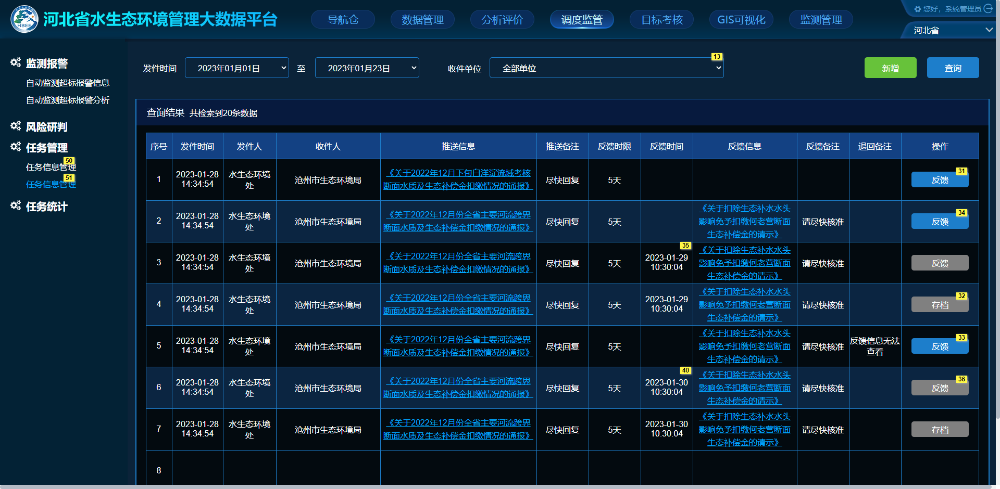 HBEE
河北省水生态环境管理大数据平台
导航仓
数据管理
分析评价
调度监管
目标考核
GIS可视化
监测管理
您好，系统管理员
河北省
监测报警
自动监测超标报警信息
自动监测超标报警分析
风险研判
任务管理
50
任务信息管理
51
任务信息管理
任务统计
发件时间
2023年01月01日
至
2023年01月23日
收件单位
全部单位
13
新增
查询
查询结果 共检索到20条数据
序号 发件时间 发件人 收件人 推送信息 推送备注 反馈时限 反馈时间 反馈信息 反馈备注 退回备注 操作
1
2023-01-28
14:34:54
水生态环境
处
沧州市生态环境局
《关于2022年12月下旬白洋淀流域考核
断面水质及生态补偿金扣缴情况的通报》
尽快回复
5天
31
反馈
2
2023-01-28
14:34:54
水生态环境
处
沧州市生态环境局
《关于2022年12月份全省主要河流跨界
断面水质及生态补偿金扣缴情况的通报》
尽快回复
5天
《关于扣除生态补水水头
影响免予扣缴何老营断面
生态补偿金的请示》
请尽快核准
34
反馈
3
2023-01-28
14:34:54
水生态环境
处
沧州市生态环境局
《关于2022年12月份全省主要河流跨界
断面水质及生态补偿金扣缴情况的通报》
尽快回复
5天
35
2023-01-29
10:30:04
《关于扣除生态补水水头
影响免予扣缴何老营断面
生态补偿金的请示》
请尽快核准
反馈
4
2023-01-28
14:34:54
水生态环境
处
沧州市生态环境局
《关于2022年12月份全省主要河流跨界
断面水质及生态补偿金扣缴情况的通报》
尽快回复
5天
2023-01-29
10:30:04
《关于扣除生态补水水头
影响免予扣缴何老营断面
生态补偿金的请示》
请尽快核准
32
存档
5
2023-01-28
14:34:54
水生态环境
处
沧州市生态环境局
《关于2022年12月份全省主要河流跨界
断面水质及生态补偿金扣缴情况的通报》
尽快回复
5天
《关于扣除生态补水水头
影响免予扣缴何老营断面
生态补偿金的请示》
请尽快核准
反馈信息无法
查看
33
反馈
6
2023-01-28
14:34:54
水生态环境
处
沧州市生态环境局
《关于2022年12月份全省主要河流跨界
断面水质及生态补偿金扣缴情况的通报》
尽快回复
5天
40
2023-01-30
10:30:04
《关于扣除生态补水水头
影响免予扣缴何老营断面
生态补偿金的请示》
请尽快核准
36
反馈
7
2023-01-28
14:34:54
水生态环境
处
沧州市生态环境局
《关于2022年12月份全省主要河流跨界
断面水质及生态补偿金扣缴情况的通报》
尽快回复
5天
2023-01-30
10:30:04
《关于扣除生态补水水头
影响免予扣缴何老营断面
生态补偿金的请示》
请尽快核准
存档
8